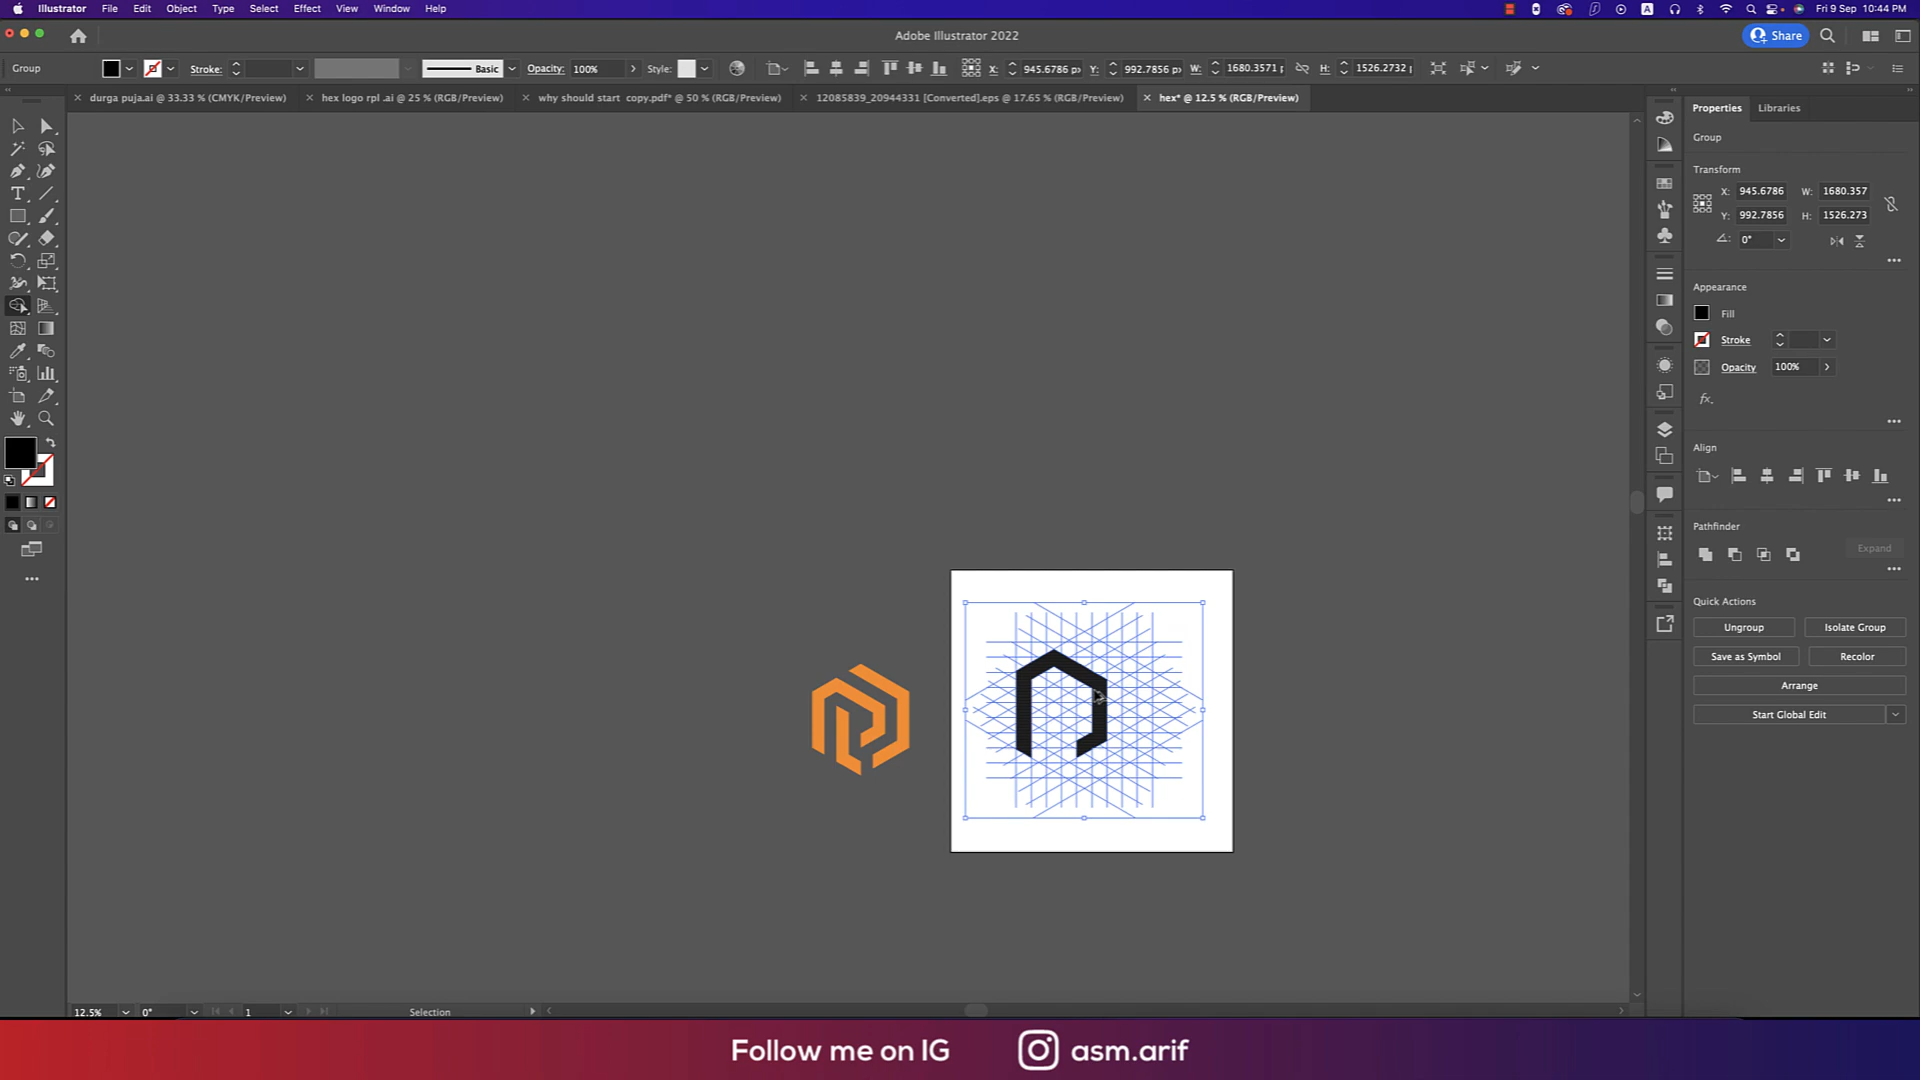 Illustrator File Edit Object Type Select Effect View Window Help A Fri 9 Sep 10:44 PM
Adobe Illustrator 2022 Share
Group Stroke: Basic Opacity: 100% Style: X: 945.6786 px Y: 992.7856 px W: 1680.3571 p H: 1526.2732 p
durga puja.ai @ 33.33 % (CMYK/Preview) hex logo rpl .ai @ 25 % (RGB/Preview) why should start copy.pdf* @ 50 % (RGB/Preview) 12085839_20944331 [Converted].eps @ 17.65 % (RGB/Preview) hex* @ 12.5 % (RGB/Preview)
Properties Libraries
Group
Transform
X: 945.6786 W: 1680.357
Y: 992.7856 H: 1526.273
0°
Appearance
Fill
Stroke
Opacity 100%
fx.
Align
Pathfinder
Expand
Quick Actions
Ungroup Isolate Group
Save as Symbol Recolor
Arrange
Start Global Edit
12.5% 0° 1 Selection
Follow me on IG asm.arif